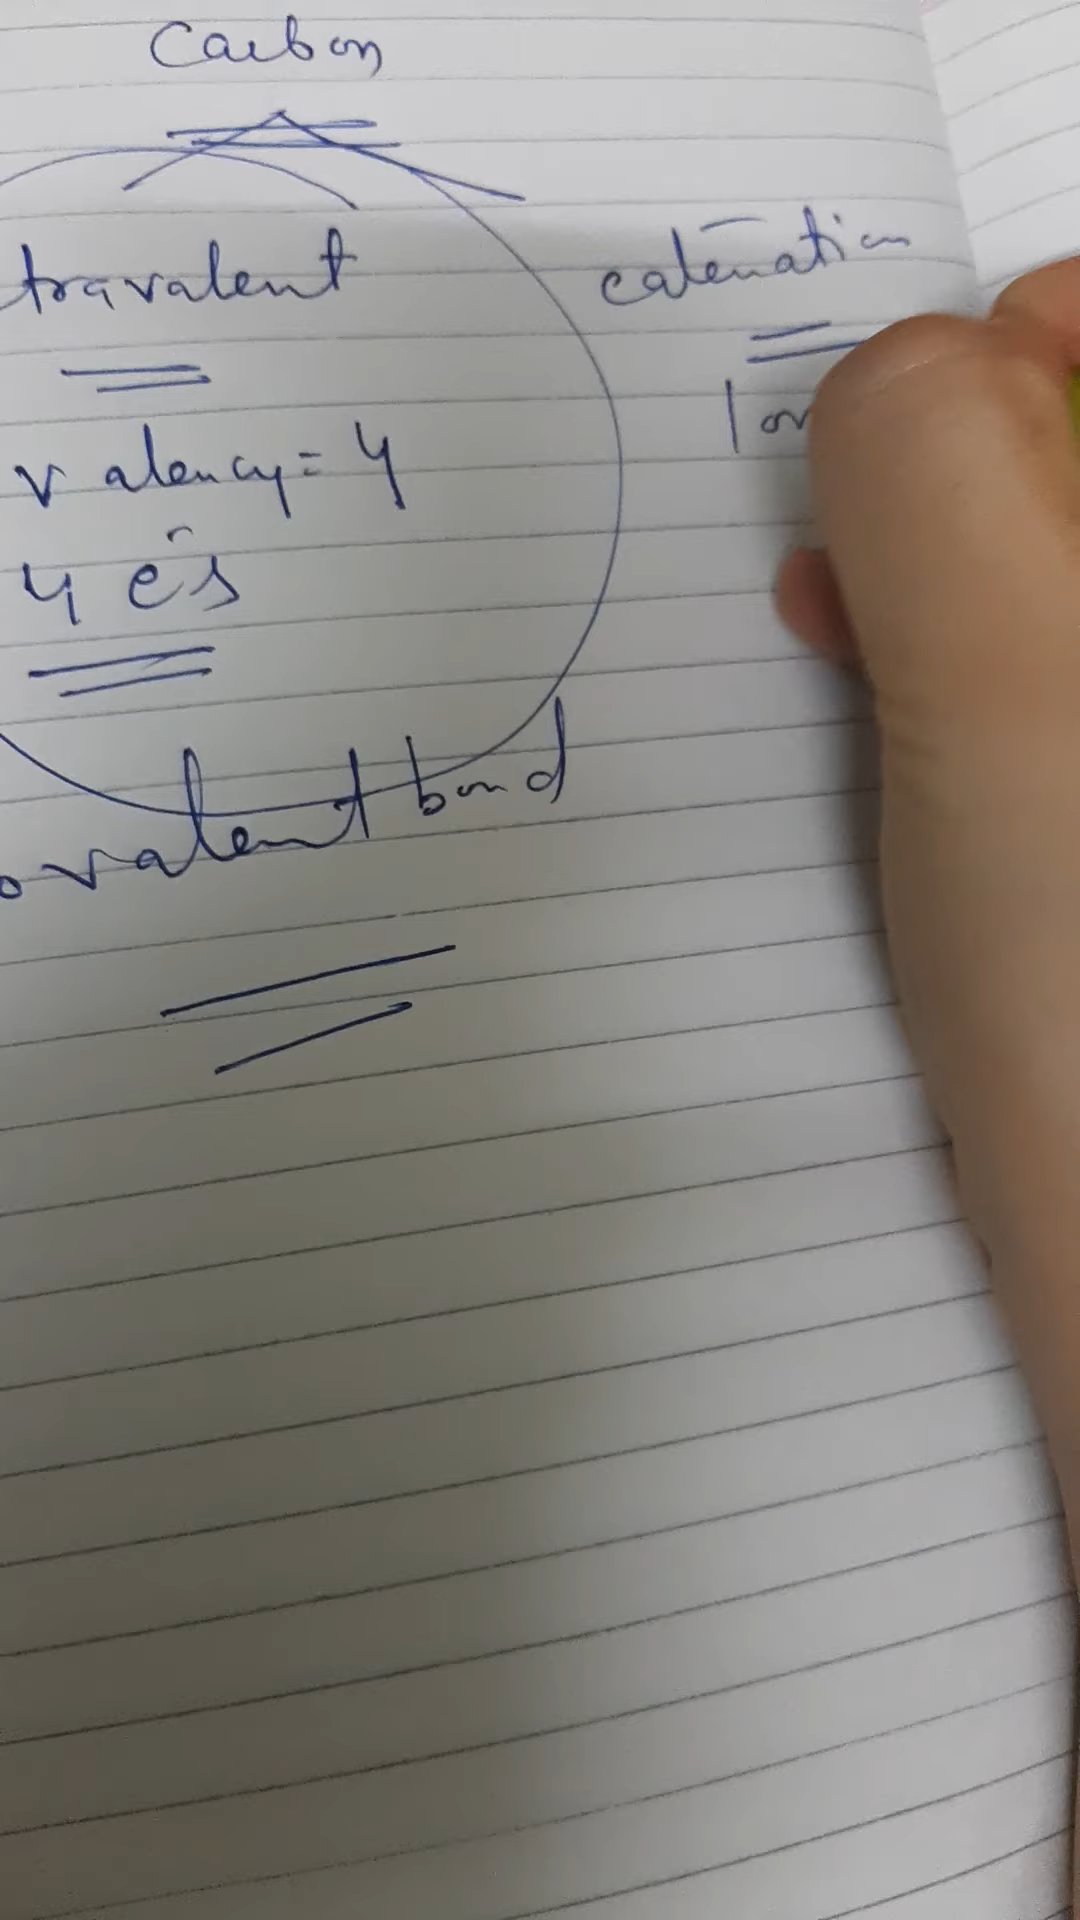 Carbon
travalent
catenation
valency = 4
4 e⁻s
ovalent bond